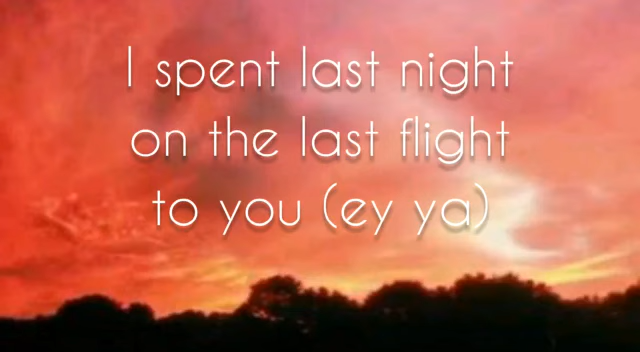 I spent last night
on the last flight
to you (ey ya)